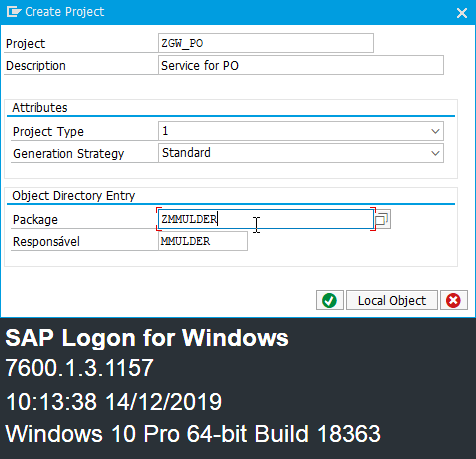 Create Project
Project ZGW_PO
Description Service for PO
Attributes
Project Type 1
Generation Strategy Standard
Object Directory Entry
Package ZMMULDER
Responsável MMULDER
Local Object
SAP Logon for Windows
7600.1.3.1157
10:13:38 14/12/2019
Windows 10 Pro 64-bit Build 18363